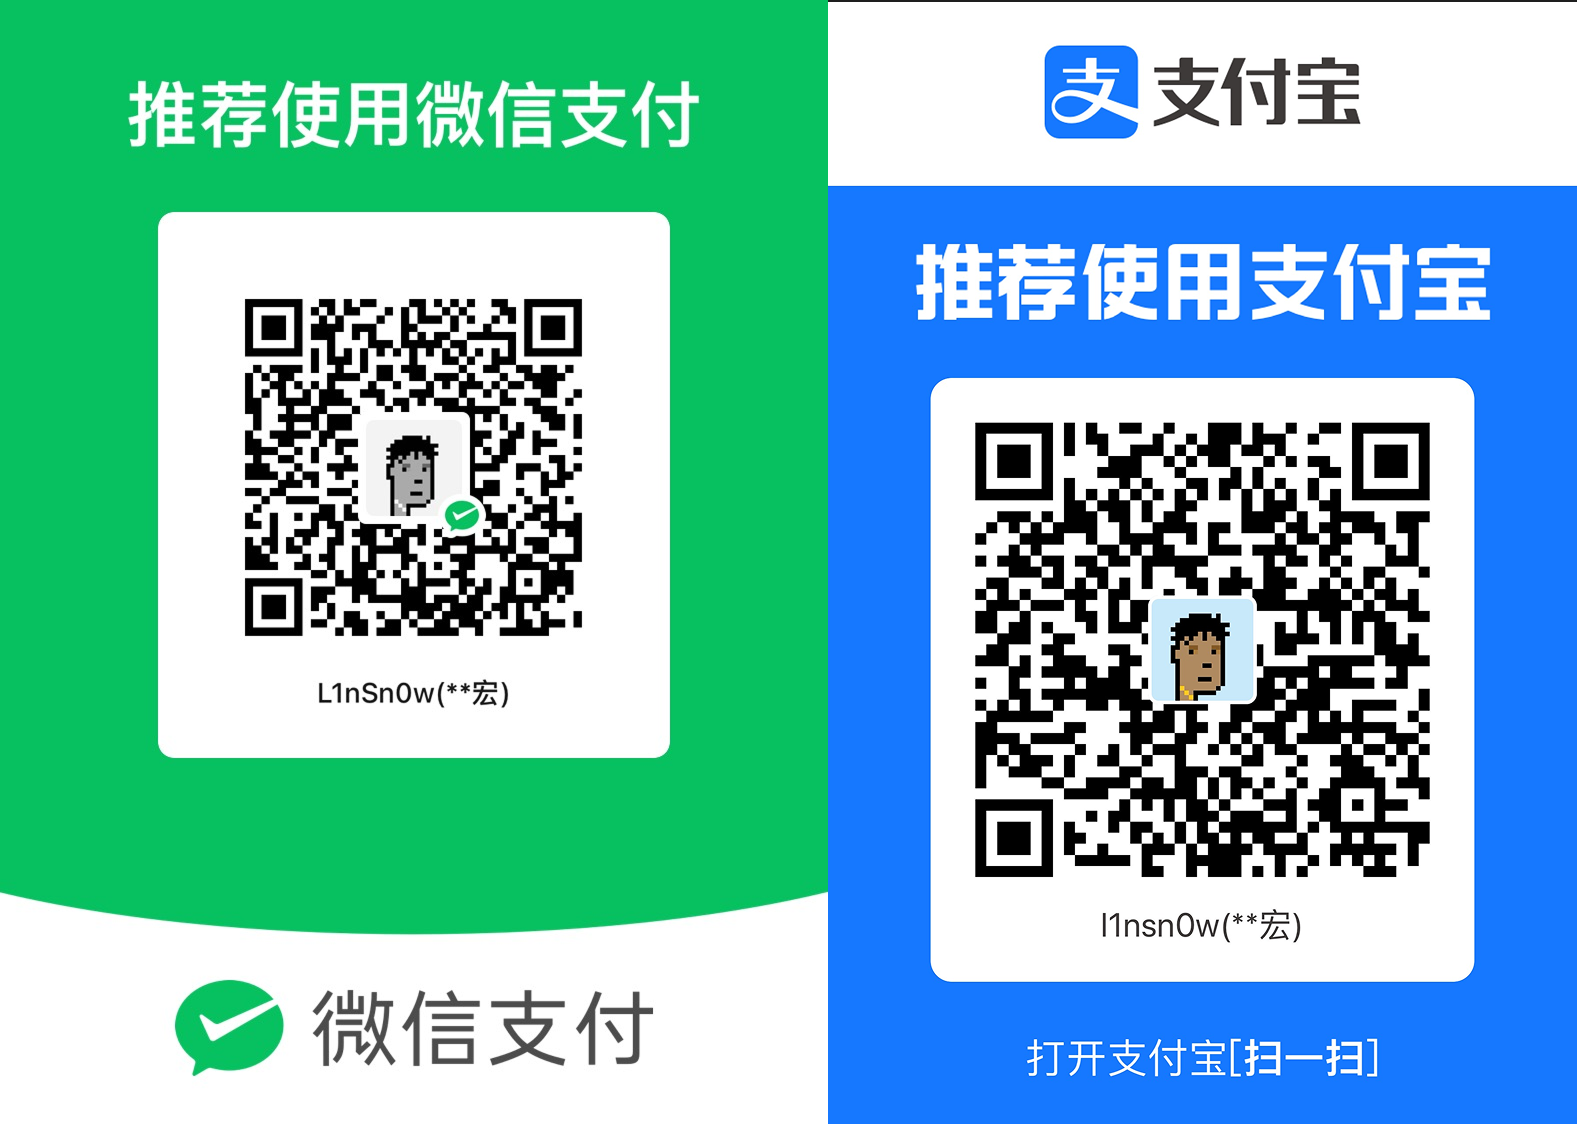 推荐使用微信支付
L1nSn0w(**宏)
微信支付
支付宝
推荐使用支付宝
l1nsn0w(**宏)
打开支付宝[扫一扫]